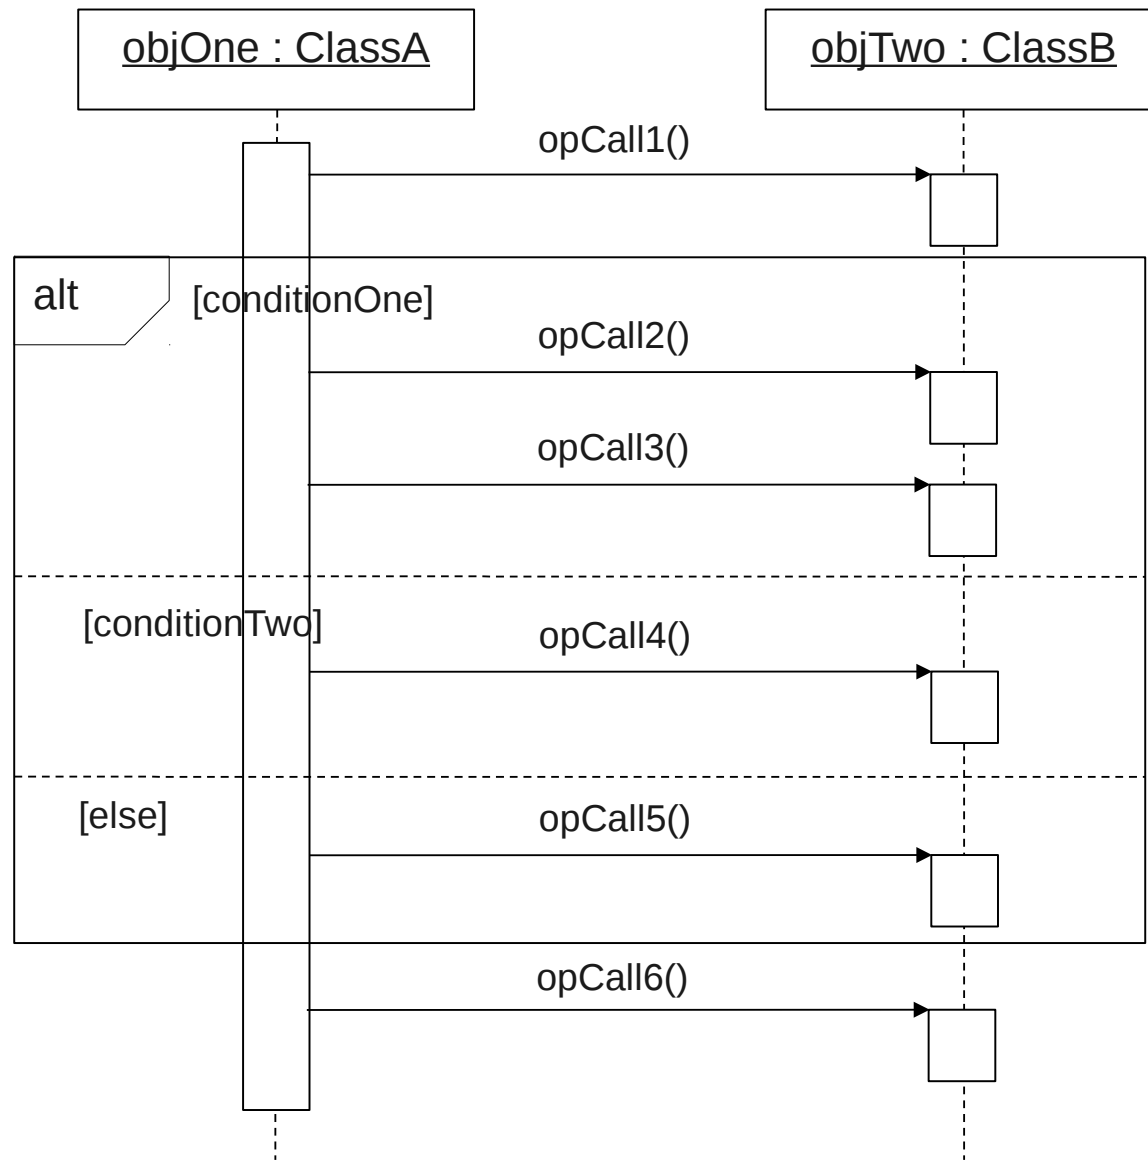 objOne : ClassA
objTwo : ClassB
opCall1()
alt
[conditionOne]
opCall2()
opCall3()
[conditionTwo]
opCall4()
[else]
opCall5()
opCall6()